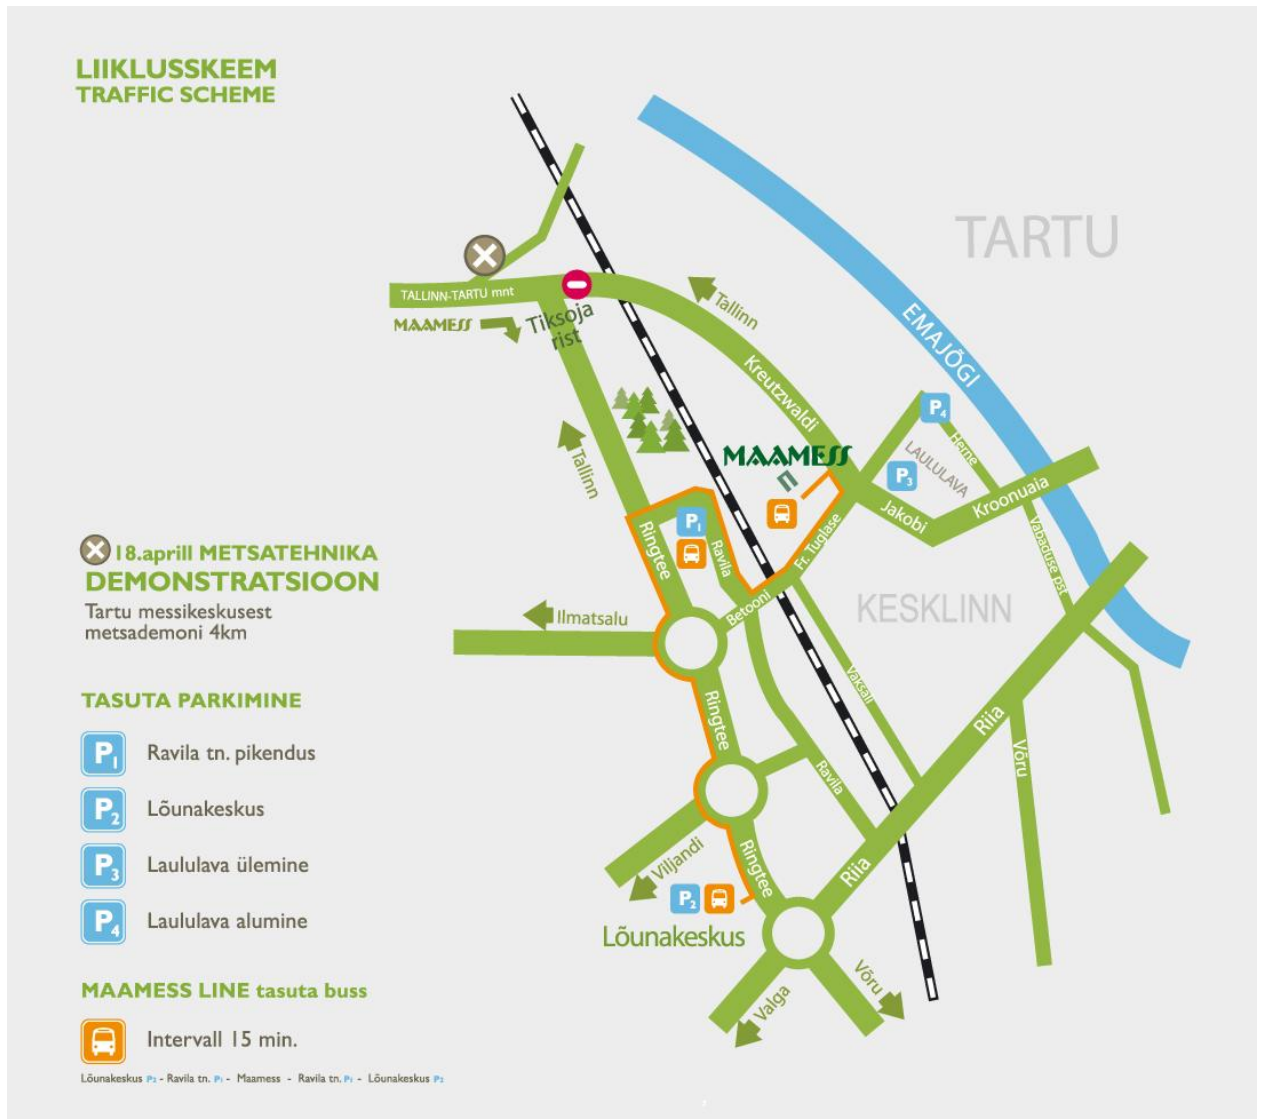 LIIKLUSSKEEM
TRAFFIC SCHEME
TARTU
EMAJÕGI
TALLINN-TARTU mnt
MAAMESS
Tiksoja
rist
Tallinn
Kreutzwaldi
Tallinn
MAAMESS
P4
Herne
LAULULAVA
P3
Jakobi
Kroonuaia
Vabaduse pst
P1
Ringtee
Ravila
Fr. Tuglase
Betooni
KESKLINN
Ilmatsalu
Vaksali
Ringtee
Ravila
Riia
Võru
Viljandi
Ringtee
Riia
P2
Lõunakeskus
Valga
Võru
18.aprill METSATEHNIKA
DEMONSTRATSIOON
Tartu messikeskusest
metsademoni 4km
TASUTA PARKIMINE
P1 Ravila tn. pikendus
P2 Lõunakeskus
P3 Laululava ülemine
P4 Laululava alumine
MAAMESS LINE tasuta buss
Intervall 15 min.
Lõunakeskus P2 - Ravila tn. P1 - Maamess - Ravila tn. P1 - Lõunakeskus P2